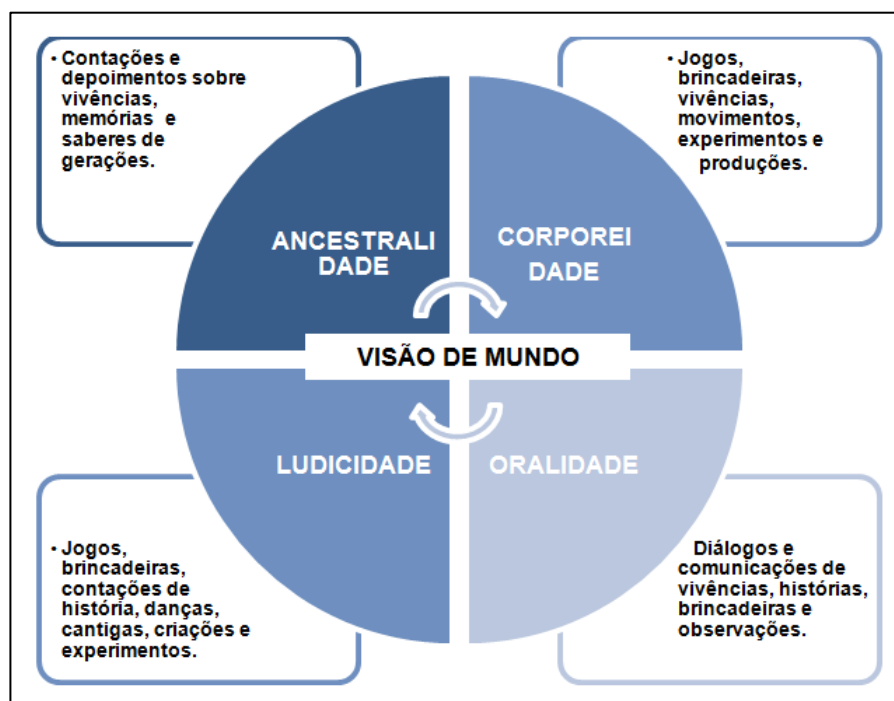 • Contações e
depoimentos sobre
vivências,
memórias e
saberes de
gerações.
• Jogos,
brincadeiras,
vivências,
movimentos,
experimentos e
produções.
ANCESTRALI
DADE
CORPOREI
DADE
VISÃO DE MUNDO
LUDICIDADE
ORALIDADE
• Jogos,
brincadeiras,
contações de
história, danças,
cantigas, criações e
experimentos.
Diálogos e
comunicações de
vivências, histórias,
brincadeiras e
observações.